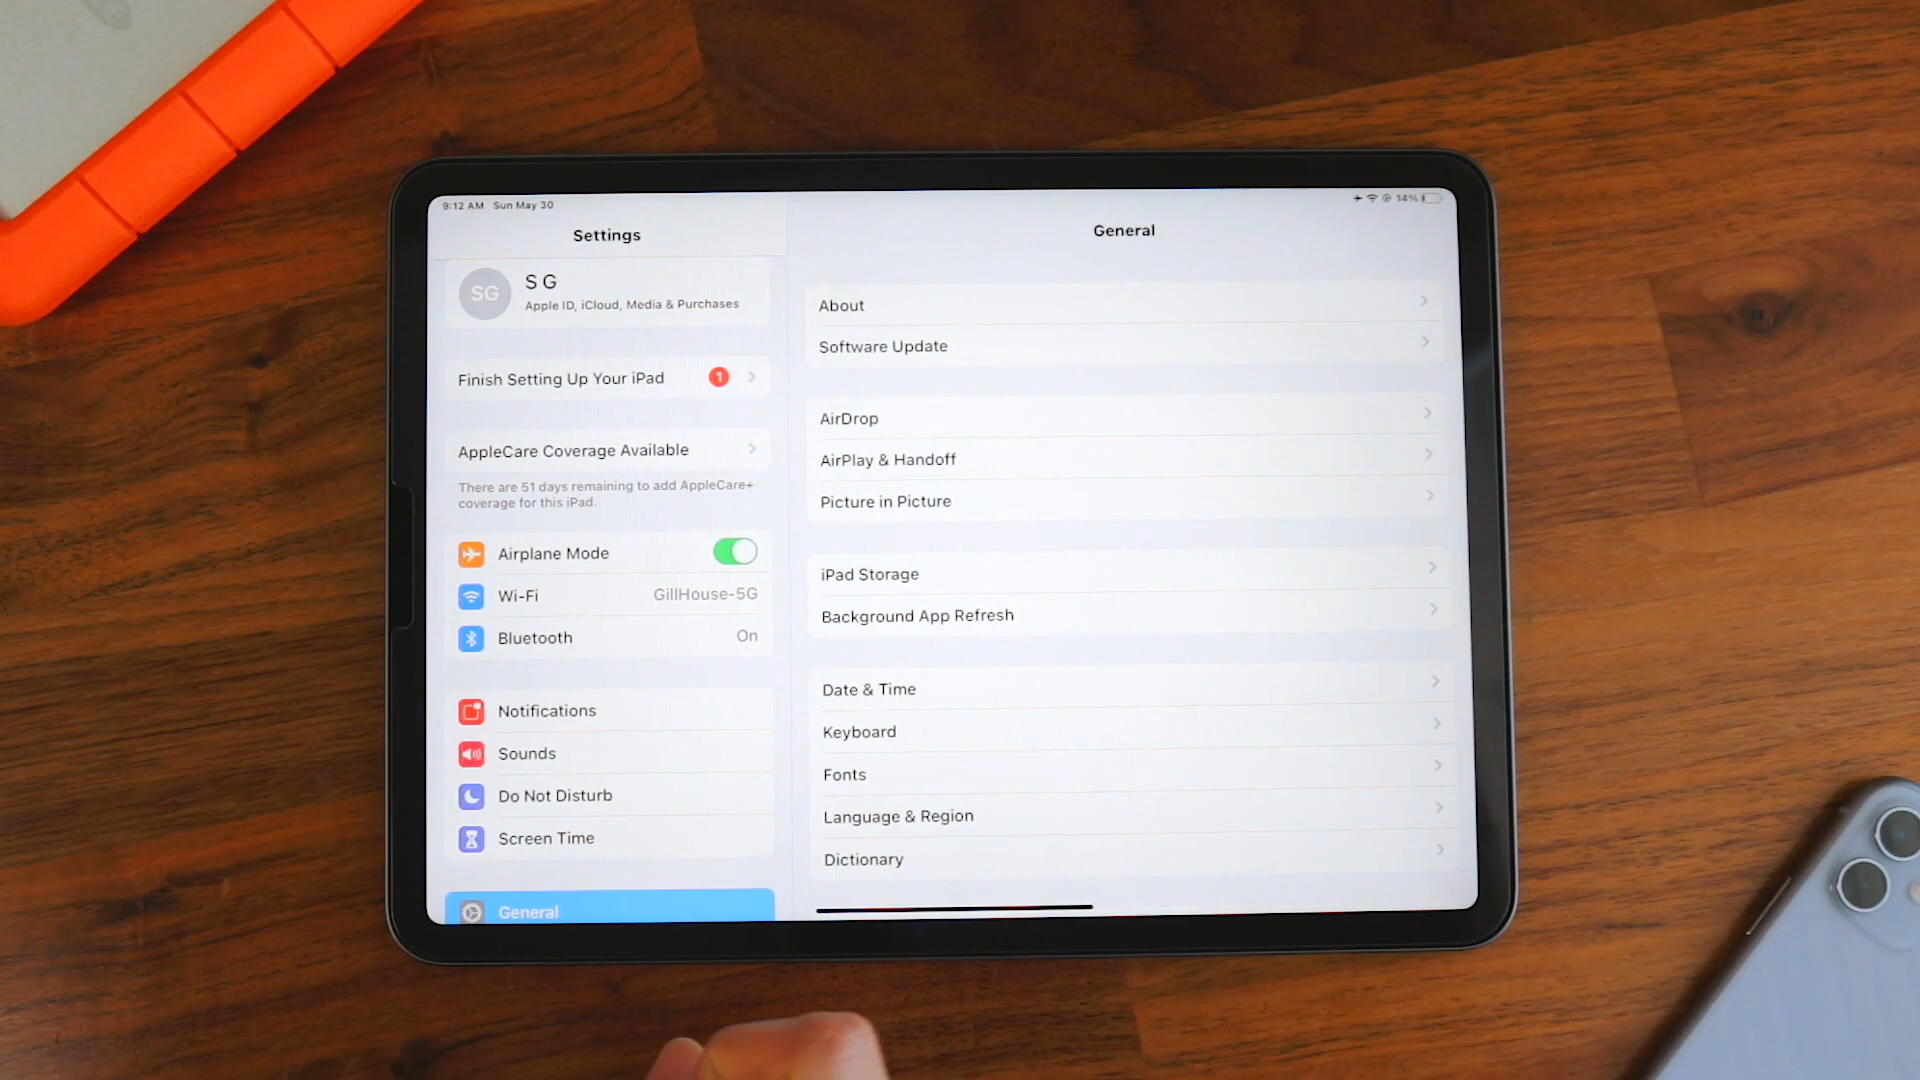 9:12 AM Sun May 30
14%
Settings
General
SG
S G
Apple ID, iCloud, Media & Purchases
Finish Setting Up Your iPad 1
AppleCare Coverage Available
There are 51 days remaining to add AppleCare+
coverage for this iPad.
Airplane Mode
Wi-Fi GillHouse-5G
Bluetooth On
Notifications
Sounds
Do Not Disturb
Screen Time
General
About
Software Update
AirDrop
AirPlay & Handoff
Picture in Picture
iPad Storage
Background App Refresh
Date & Time
Keyboard
Fonts
Language & Region
Dictionary